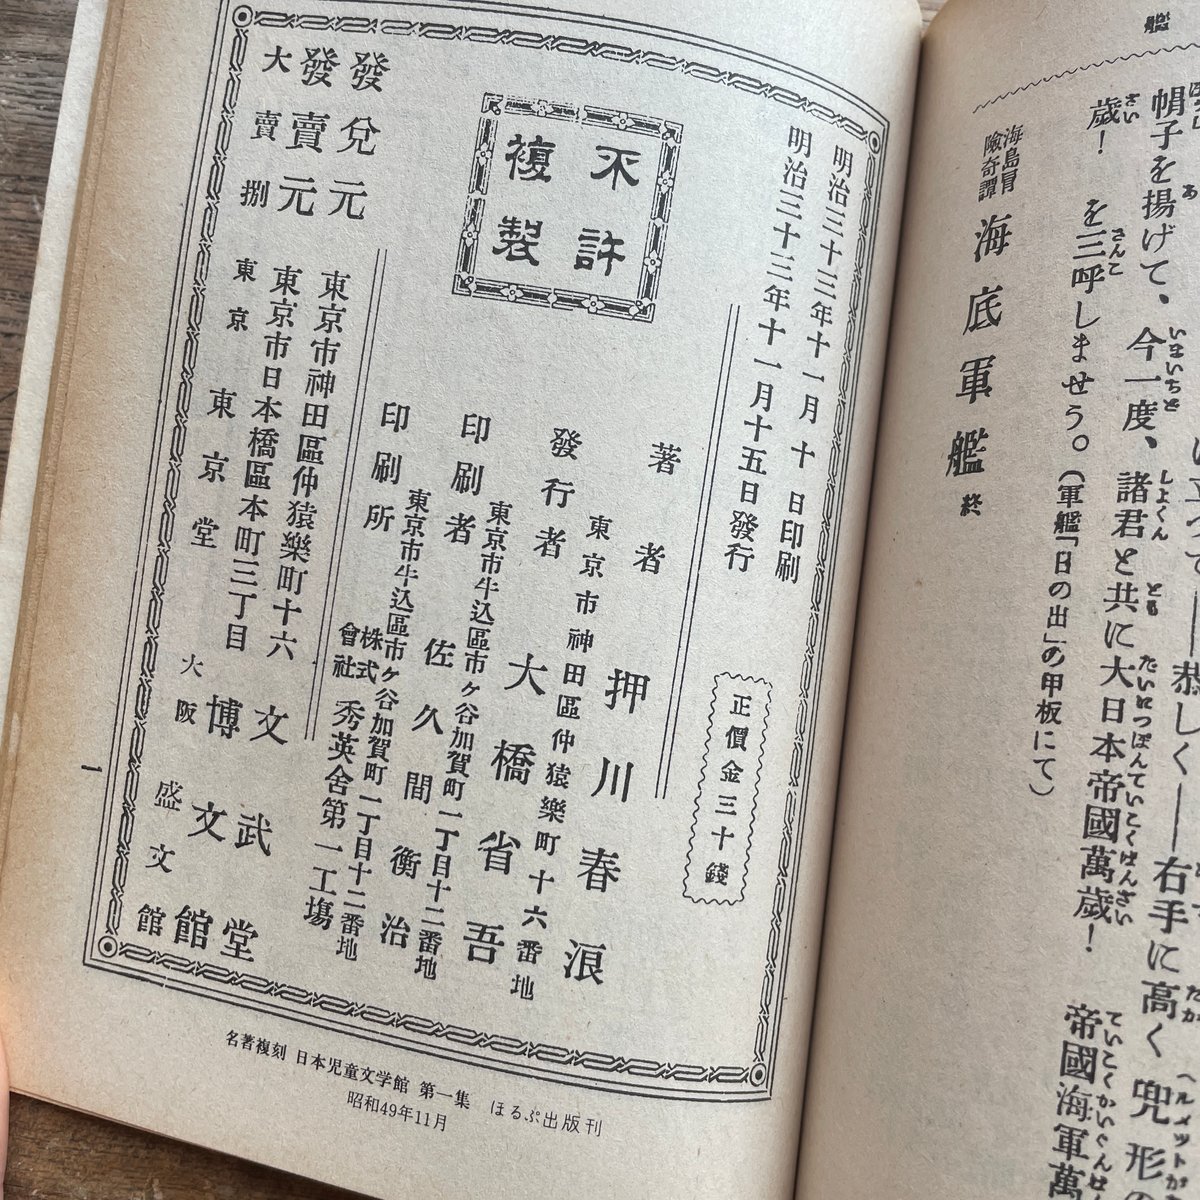 艦
恭しく――右手に高く兜形の
帽子を揚げて、今一度、諸君と共に大日本帝國萬歲！　帝國海軍萬
歲！　を三呼しませう。（軍艦「日の出」の甲板にて）
海島冒
險奇譚 海底軍艦 終
明治三十三年十一月十日印刷
明治三十三年十一月十五日發行
正價金三十錢
不許
複製
著者 押川春浪
東京市神田區仲猿樂町十六番地
發行者 大橋省吾
東京市牛込區市ヶ谷加賀町一丁目十二番地
印刷者 佐久間衡治
東京市牛込區市ヶ谷加賀町一丁目十二番地
印刷所 株式會社 秀英舍第一工場
發兌元 東京市神田區仲猿樂町十六 文武堂
發賣元 東京市日本橋區本町三丁目 博文館
大賣捌 東京 東京堂 大阪 盛文館
一
名著複刻 日本児童文学館 第一集 ほるぷ出版刊
昭和49年11月